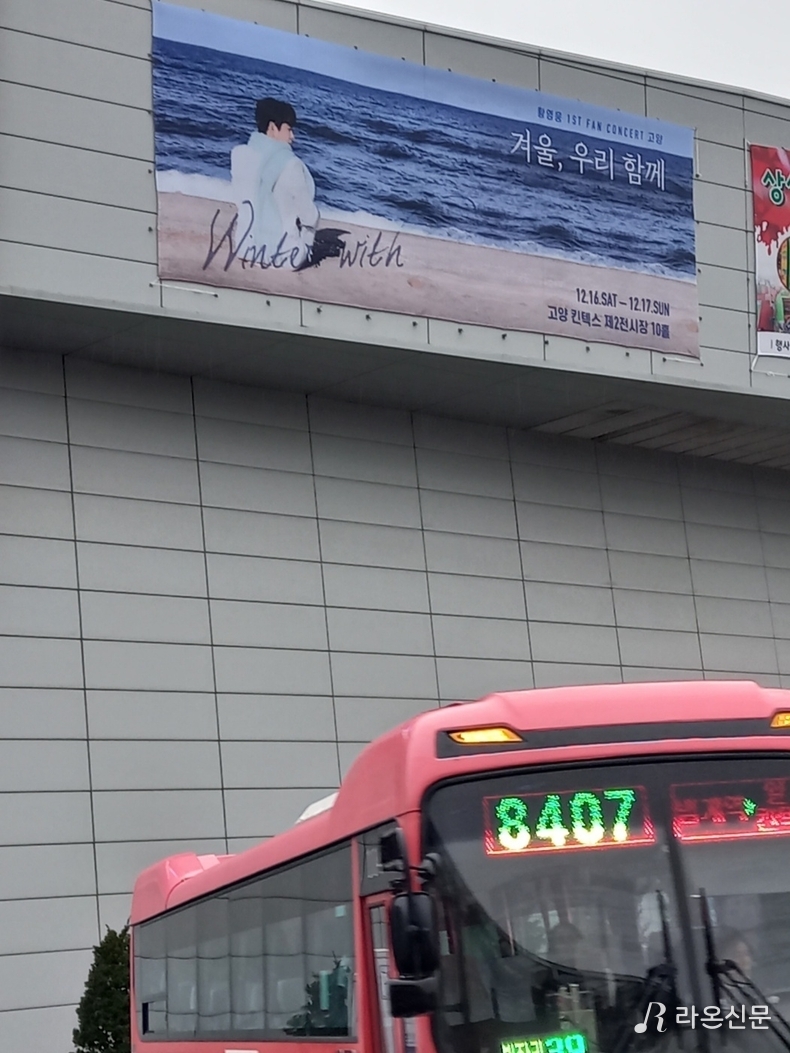 황영웅 1ST FAN CONCERT 고양
겨울, 우리 함께
Winter with
12.16.SAT – 12.17.SUN
고양 킨텍스 제2전시장 10홀
8407
38
라온신문